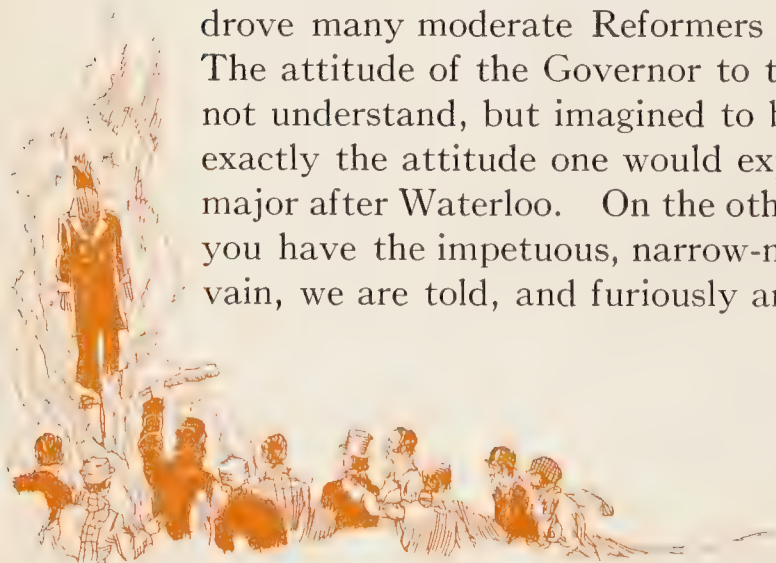 drove many moderate Reformers
The attitude of the Governor to t
not understand, but imagined to b
exactly the attitude one would ex
major after Waterloo. On the oth
you have the impetuous, narrow-n
vain, we are told, and furiously an